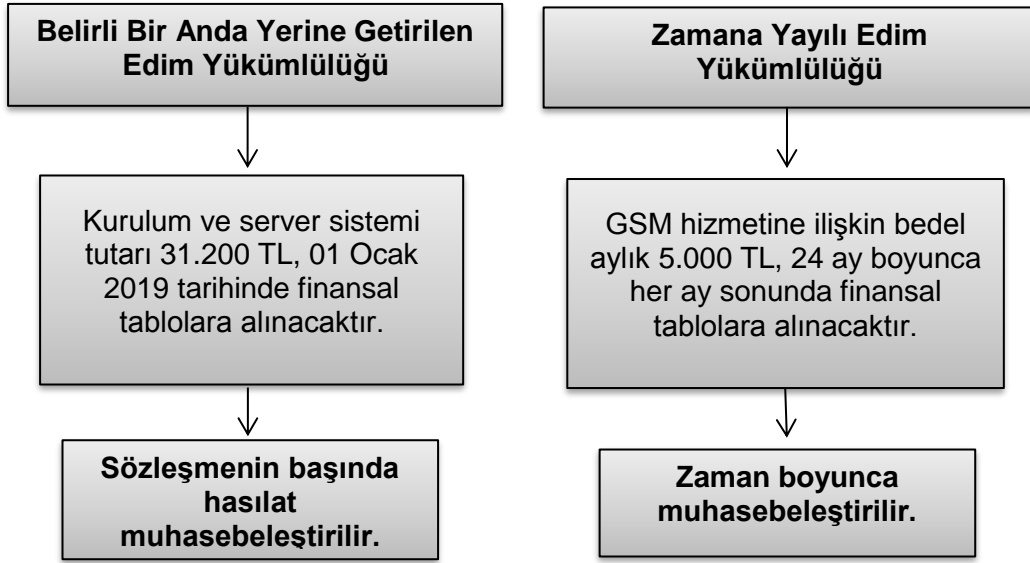 Belirli Bir Anda Yerine Getirilen
Edim Yükümlülüğü
Kurulum ve server sistemi
tutarı 31.200 TL, 01 Ocak
2019 tarihinde finansal
tablolara alınacaktır.
Sözleşmenin başında
hasılat
muhasebeleştirilir.
Zamana Yayılı Edim
Yükümlülüğü
GSM hizmetine ilişkin bedel
aylık 5.000 TL, 24 ay boyunca
her ay sonunda finansal
tablolara alınacaktır.
Zaman boyunca
muhasebeleştirilir.